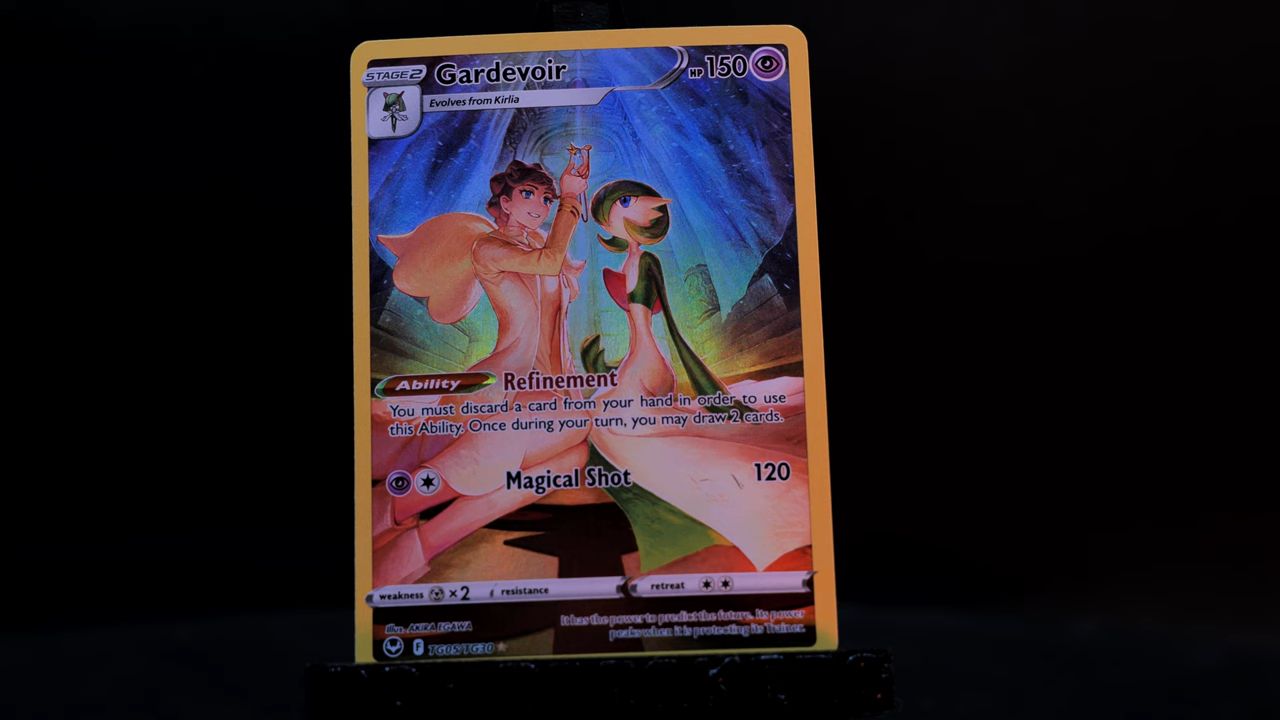 STAGE2 Gardevoir HP 150
Evolves from Kirlia
Ability Refinement
You must discard a card from your hand in order to use
this Ability. Once during your turn, you may draw 2 cards.
Magical Shot 120
weakness ×2 resistance retreat
Illus. AKIRA EGAWA
It has the power to predict the future. Its power
peaks when it is protecting its Trainer.
F TG05/TG30